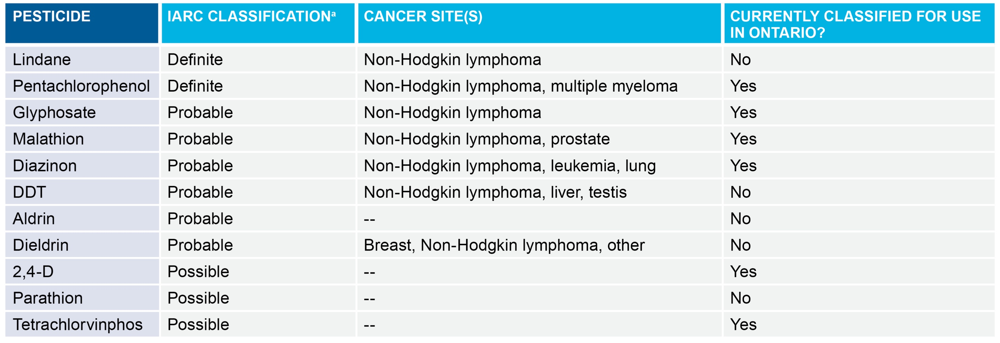 PESTICIDE IARC CLASSIFICATIONᵃ CANCER SITE(S) CURRENTLY CLASSIFIED FOR USE
IN ONTARIO?
Lindane Definite Non-Hodgkin lymphoma No
Pentachlorophenol Definite Non-Hodgkin lymphoma, multiple myeloma Yes
Glyphosate Probable Non-Hodgkin lymphoma Yes
Malathion Probable Non-Hodgkin lymphoma, prostate Yes
Diazinon Probable Non-Hodgkin lymphoma, leukemia, lung Yes
DDT Probable Non-Hodgkin lymphoma, liver, testis No
Aldrin Probable -- No
Dieldrin Probable Breast, Non-Hodgkin lymphoma, other No
2,4-D Possible -- Yes
Parathion Possible -- No
Tetrachlorvinphos Possible -- Yes